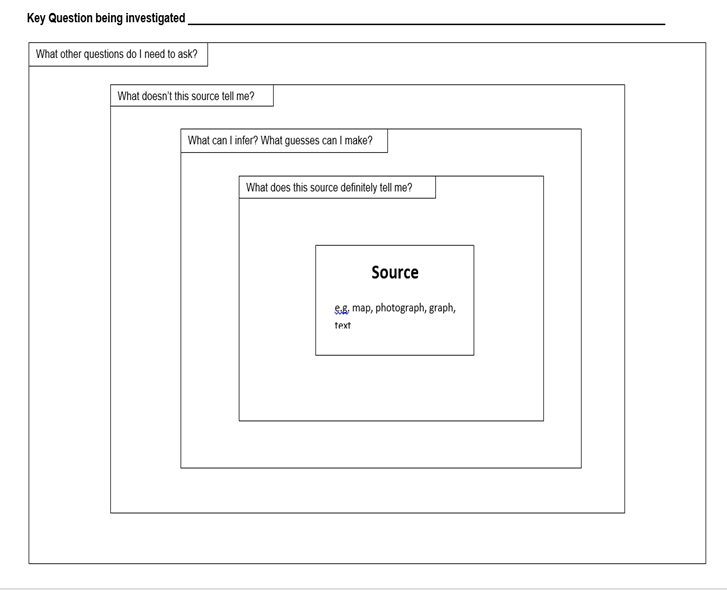 Key Question being investigated
What other questions do I need to ask?
What doesn't this source tell me?
What can I infer? What guesses can I make?
What does this source definitely tell me?
Source
e.g. map, photograph, graph,
text